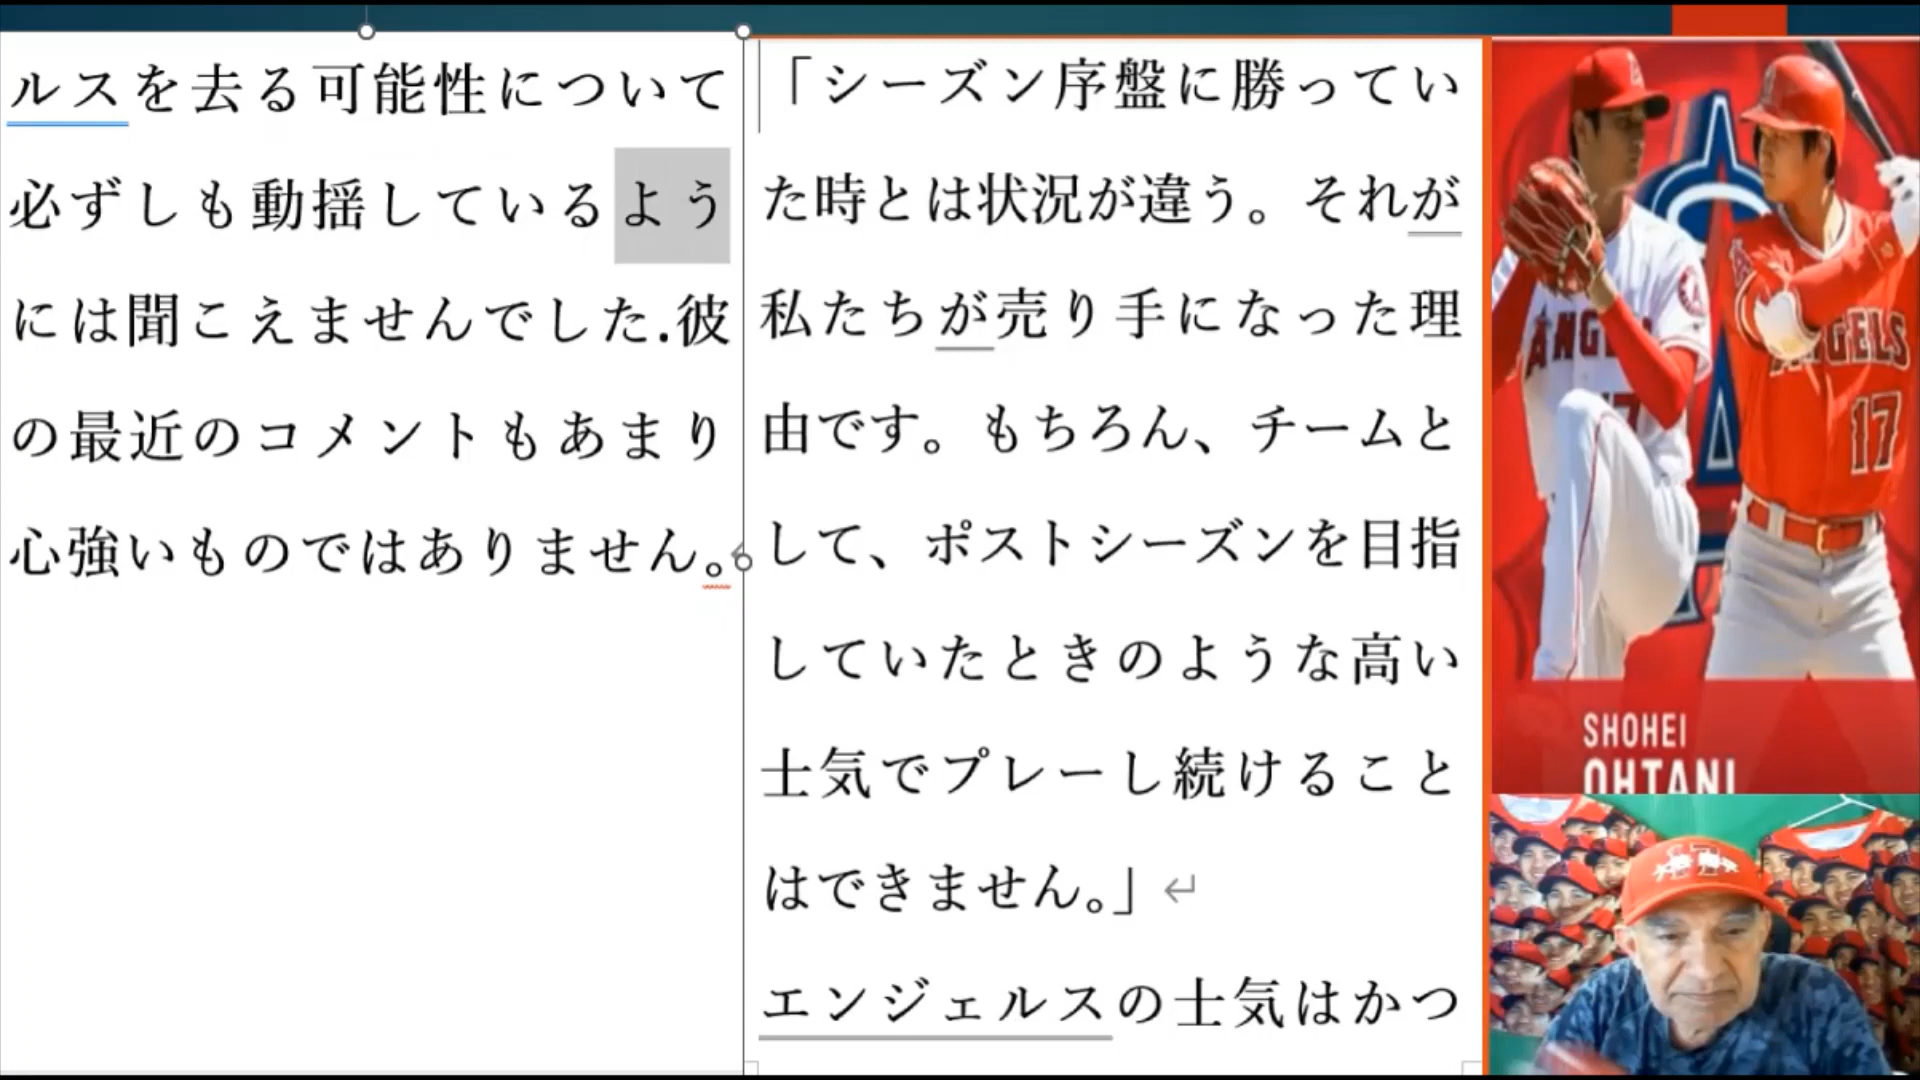 ルスを去る可能性について
必ずしも動揺しているよう
には聞こえませんでした.彼
の最近のコメントもあまり
心強いものではありません。
「シーズン序盤に勝ってい
た時とは状況が違う。それが
私たちが売り手になった理
由です。もちろん、チームと
して、ポストシーズンを目指
していたときのような高い
士気でプレーし続けること
はできません。」
エンジェルスの士気はかつ
ANGELS
17
SHOHEI
OHTANI